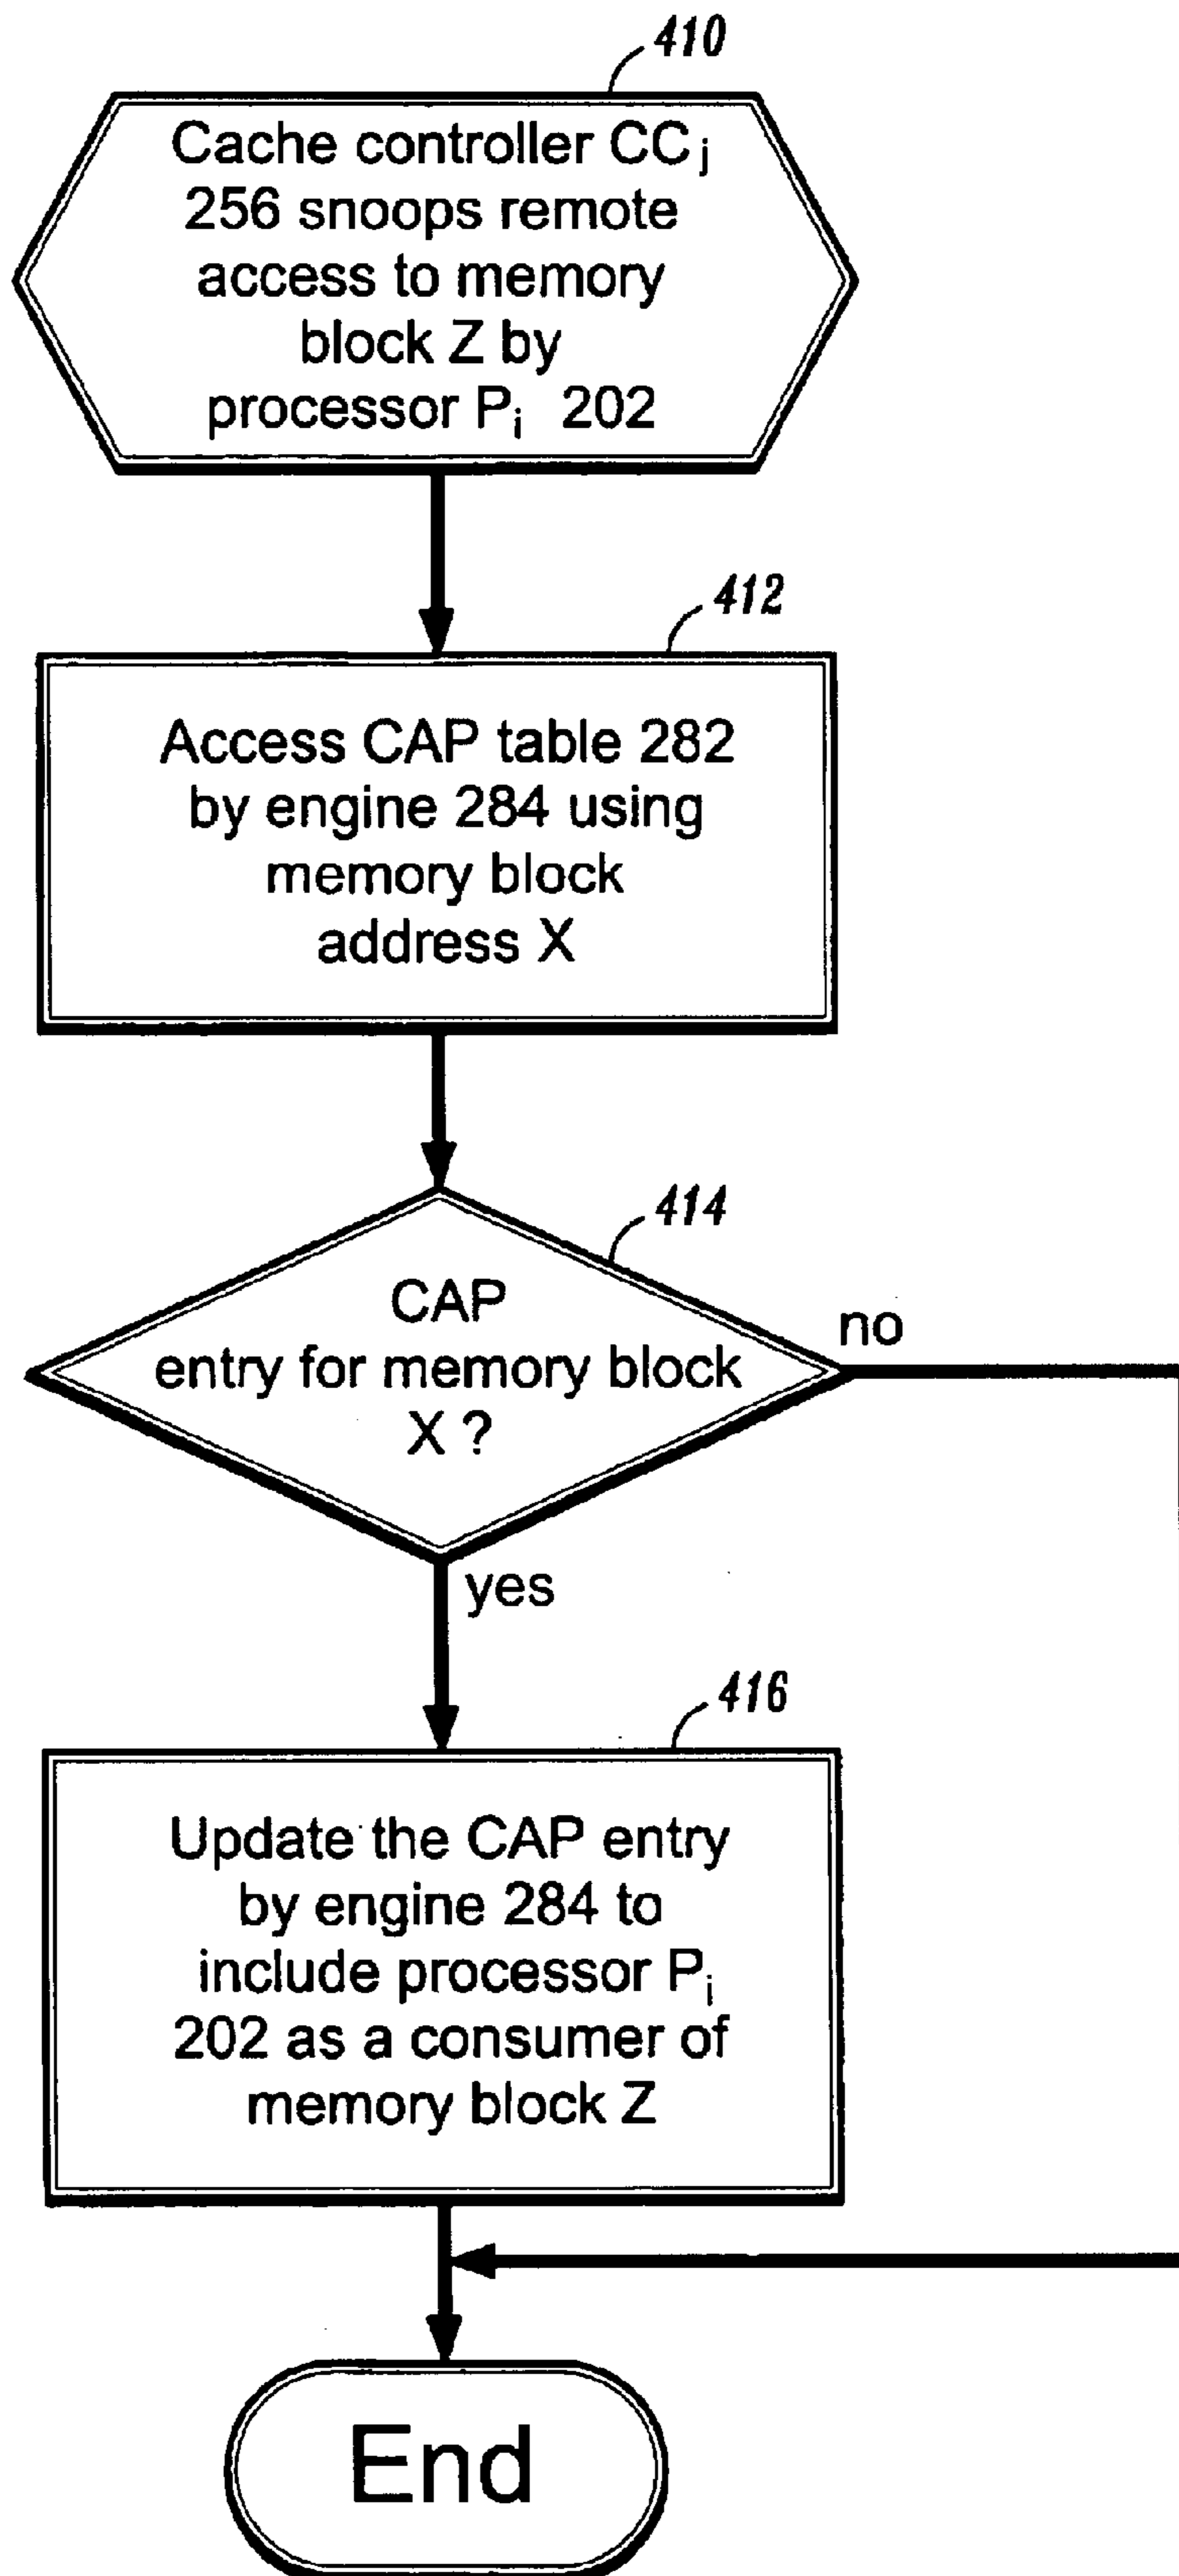 410
Cache controller CCj
256 snoops remote
access to memory
block Z by
processor Pi 202
412
Access CAP table 282
by engine 284 using
memory block
address X
414
CAP
entry for memory block
X ?
no
yes
416
Update the CAP entry
by engine 284 to
include processor Pi
202 as a consumer of
memory block Z
End